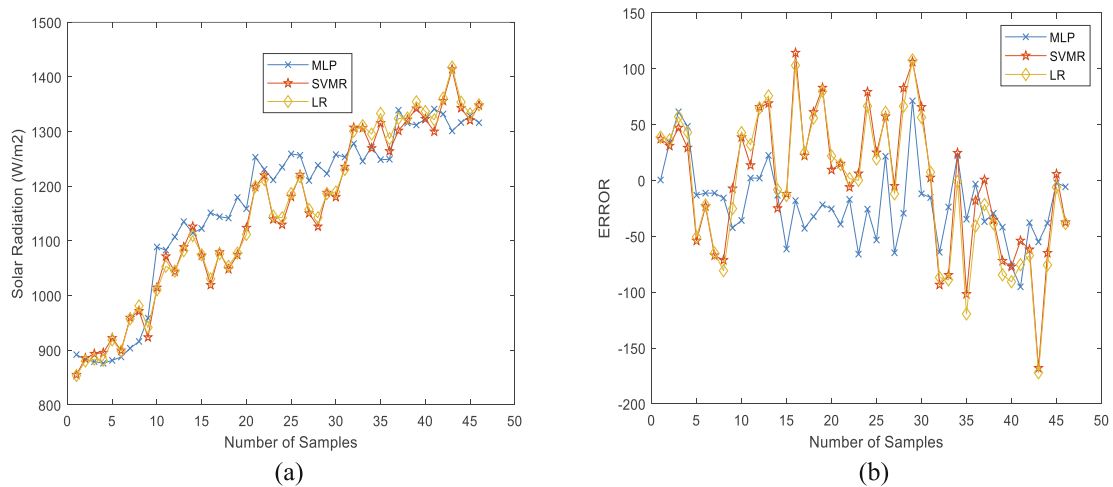 1500
1400
1300
1200
1100
1000
900
800
Solar Radiation (W/m2)
MLP
SVMR
LR
0 5 10 15 20 25 30 35 40 45 50
Number of Samples
(a)
150
100
50
0
-50
-100
-150
-200
ERROR
MLP
SVMR
LR
0 5 10 15 20 25 30 35 40 45 50
Number of Samples
(b)